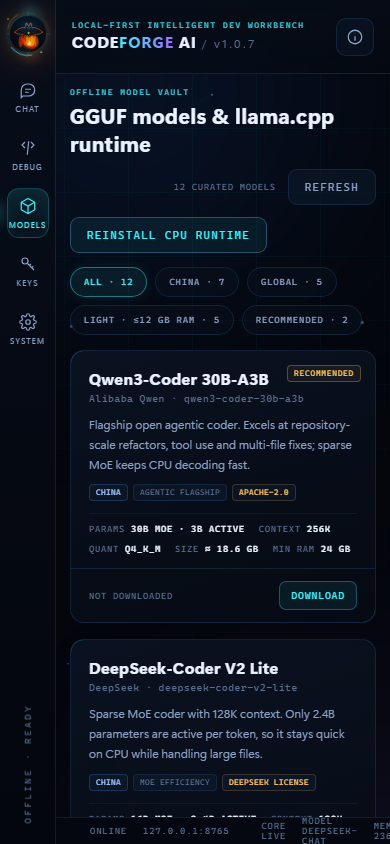 LOCAL-FIRST INTELLIGENT DEV WORKBENCH
CODEFORGE AI / v1.0.7
CHAT
DEBUG
MODELS
KEYS
SYSTEM
OFFLINE · READY
OFFLINE MODEL VAULT
GGUF models & llama.cpp
runtime
12 CURATED MODELS
REFRESH
REINSTALL CPU RUNTIME
ALL · 12
CHINA · 7
GLOBAL · 5
LIGHT · ≤12 GB RAM · 5
RECOMMENDED · 2
Qwen3-Coder 30B-A3B
RECOMMENDED
Alibaba Qwen · qwen3-coder-30b-a3b
Flagship open agentic coder. Excels at repository-
scale refactors, tool use and multi-file fixes; sparse
MoE keeps CPU decoding fast.
CHINA AGENTIC FLAGSHIP APACHE-2.0
PARAMS 30B MOE · 3B ACTIVE CONTEXT 256K
QUANT Q4_K_M SIZE ≈ 18.6 GB MIN RAM 24 GB
NOT DOWNLOADED
DOWNLOAD
DeepSeek-Coder V2 Lite
DeepSeek · deepseek-coder-v2-lite
Sparse MoE coder with 128K context. Only 2.4B
parameters are active per token, so it stays quick
on CPU while handling large files.
CHINA MOE EFFICIENCY DEEPSEEK LICENSE
ONLINE 127.0.0.1:8765
CORE
LIVE
MODEL
DEEPSEEK-
CHAT